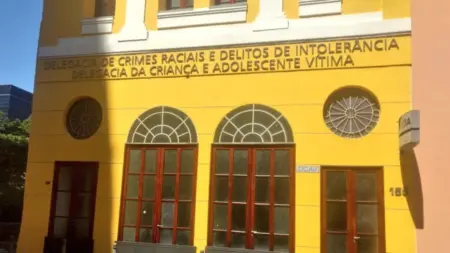 DELEGACIA DE CRIMES RACIAIS E DELITOS DE INTOLERÂNCIA
DELEGACIA DA CRIANÇA E ADOLESCENTE VÍTIMA